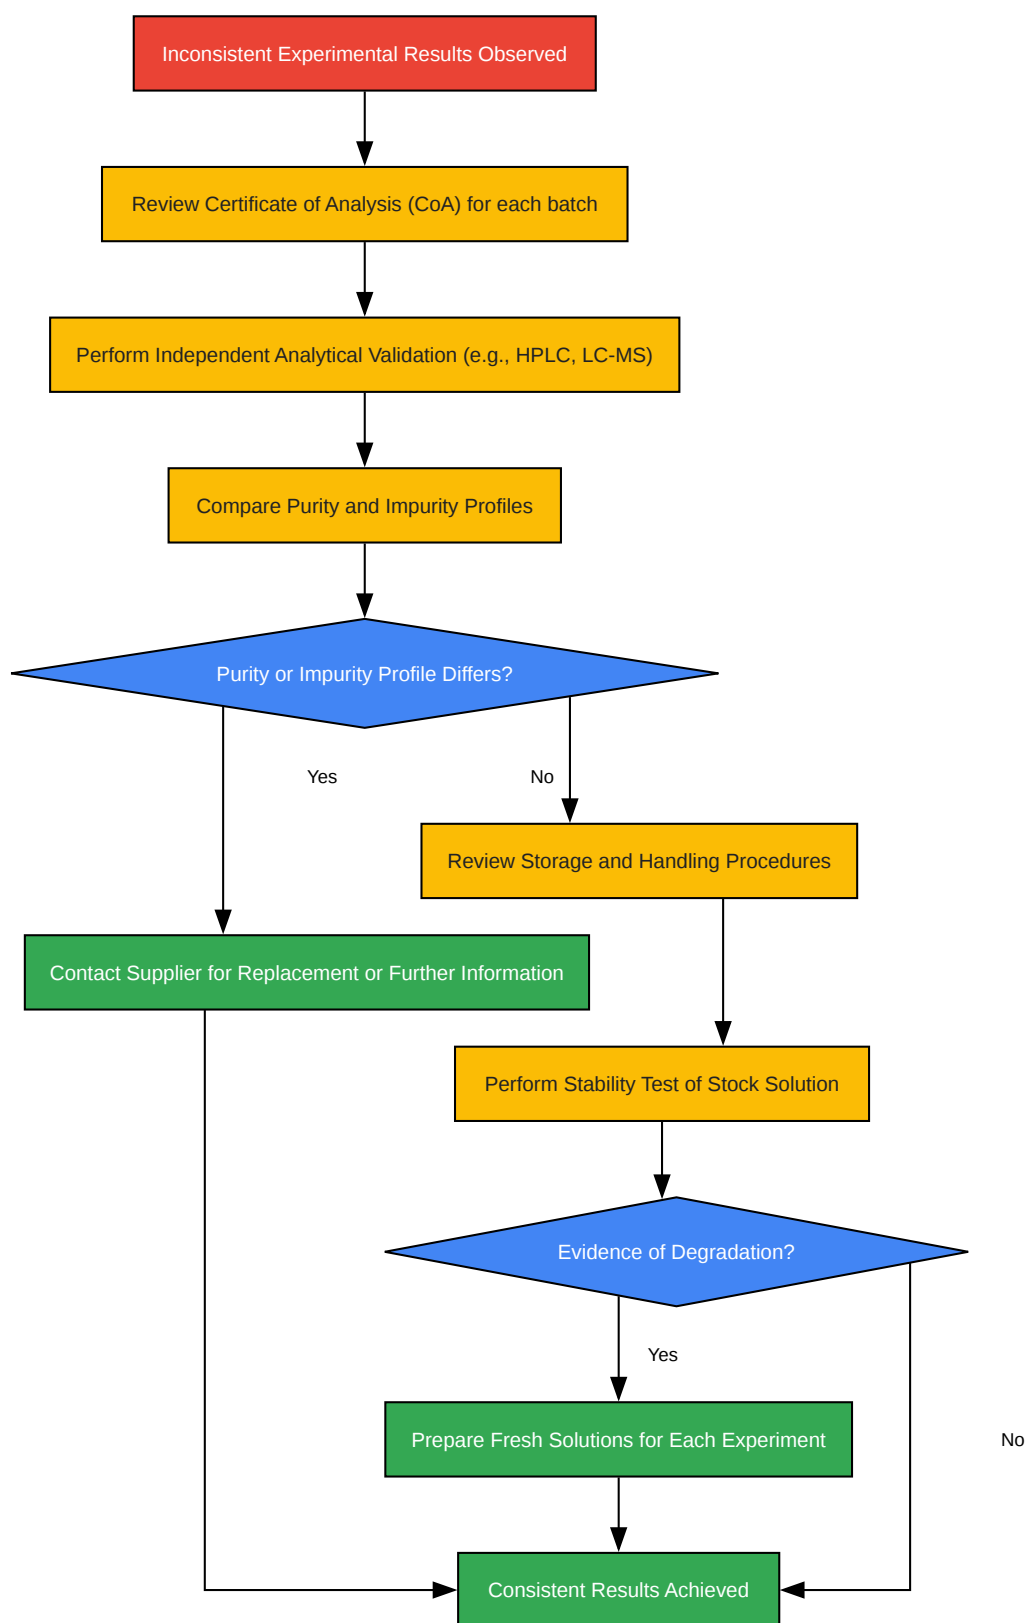 Inconsistent Experimental Results Observed
Review Certificate of Analysis (CoA) for each batch
Perform Independent Analytical Validation (e.g., HPLC, LC-MS)
Compare Purity and Impurity Profiles
Purity or Impurity Profile Differs?
Yes
No
Review Storage and Handling Procedures
Contact Supplier for Replacement or Further Information
Perform Stability Test of Stock Solution
Evidence of Degradation?
Yes
Prepare Fresh Solutions for Each Experiment
No
Consistent Results Achieved